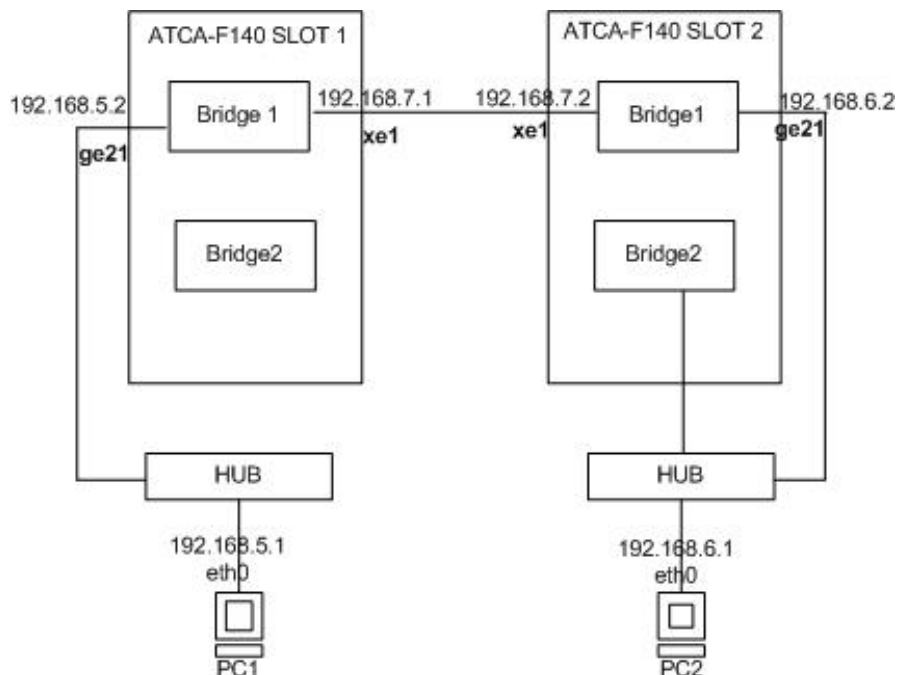 ATCA-F140 SLOT 1
ATCA-F140 SLOT 2
192.168.5.2
Bridge 1
192.168.7.1
192.168.7.2
Bridge1
192.168.6.2
ge21
xe1
xe1
ge21
Bridge2
Bridge2
HUB
HUB
192.168.5.1
eth0
192.168.6.1
eth0
PC1
PC2